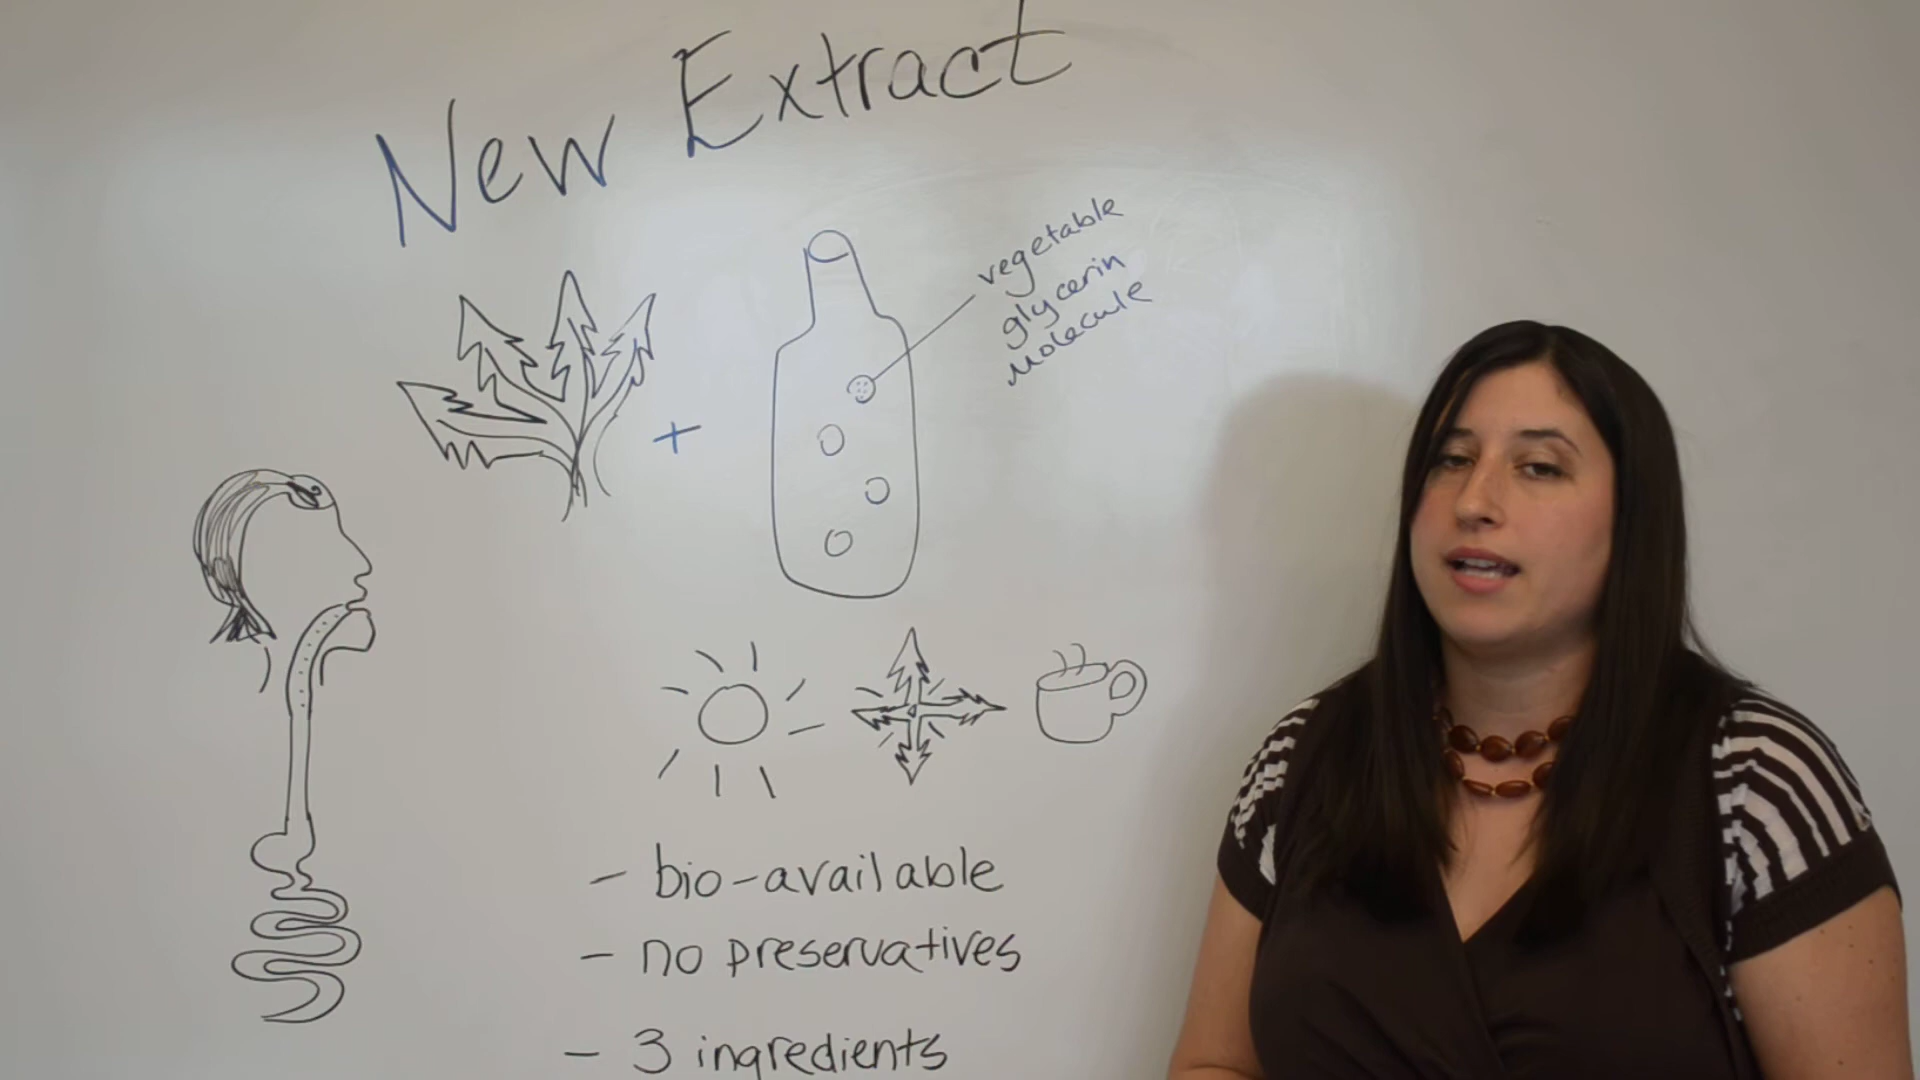 New Extract
vegetable
glycerin
molecule
+
- bio-available
- no preservatives
- 3 ingredients